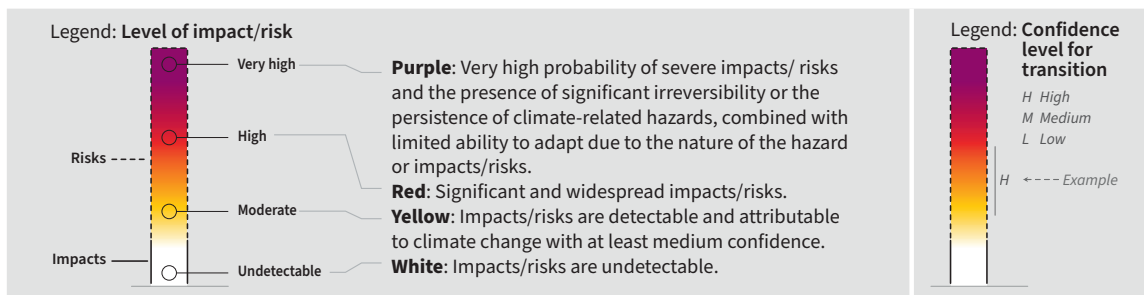 Legend: Level of impact/risk
Very high
High
Risks
Moderate
Impacts
Undetectable
Purple: Very high probability of severe impacts/ risks
and the presence of significant irreversibility or the
persistence of climate-related hazards, combined with
limited ability to adapt due to the nature of the hazard
or impacts/risks.
Red: Significant and widespread impacts/risks.
Yellow: Impacts/risks are detectable and attributable
to climate change with at least medium confidence.
White: Impacts/risks are undetectable.
Legend: Confidence
level for
transition
H High
M Medium
L Low
H Example